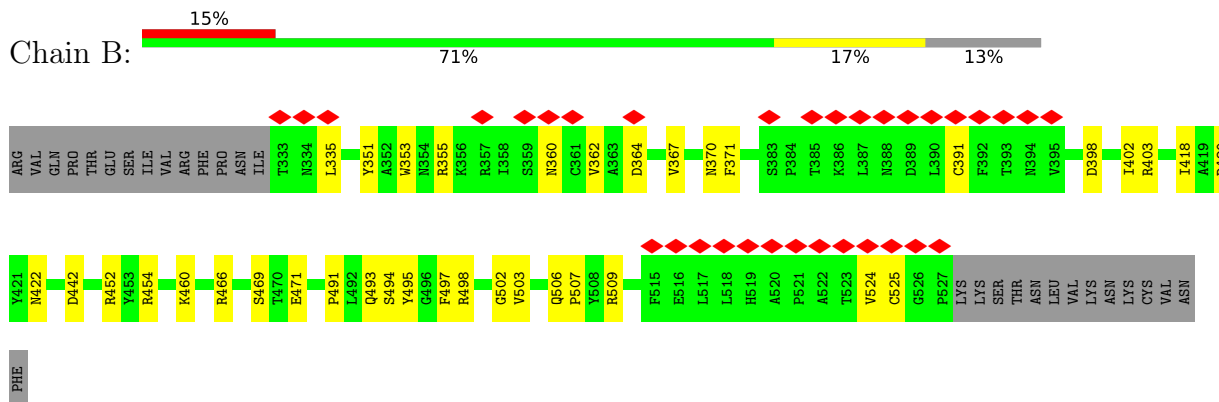 15%
Chain B:
71% 17% 13%
ARG VAL GLN PRO THR GLU SER ILE VAL ARG PHE PRO ASN ILE T333 N334 L335 Y351 A352 W353 N354 R355 K356 R357 I358 S359 N360 C361 V362 A363 D364 V367 N370 F371 S383 P384 T385 K386 L387 N388 D389 L390 C391 F392 T393 N394 V395 D398 I402 R403 I418 A419
Y421 N422 D442 R452 Y453 R454 K460 R466 S469 T470 E471 P491 L492 Q493 S494 Y495 G496 F497 R498 G502 V503 Q506 P507 Y508 R509 F515 E516 L517 L518 H519 A520 P521 A522 T523 V524 C525 G526 P527 LYS LYS SER THR ASN LEU VAL LYS ASN LYS CYS VAL ASN
PHE